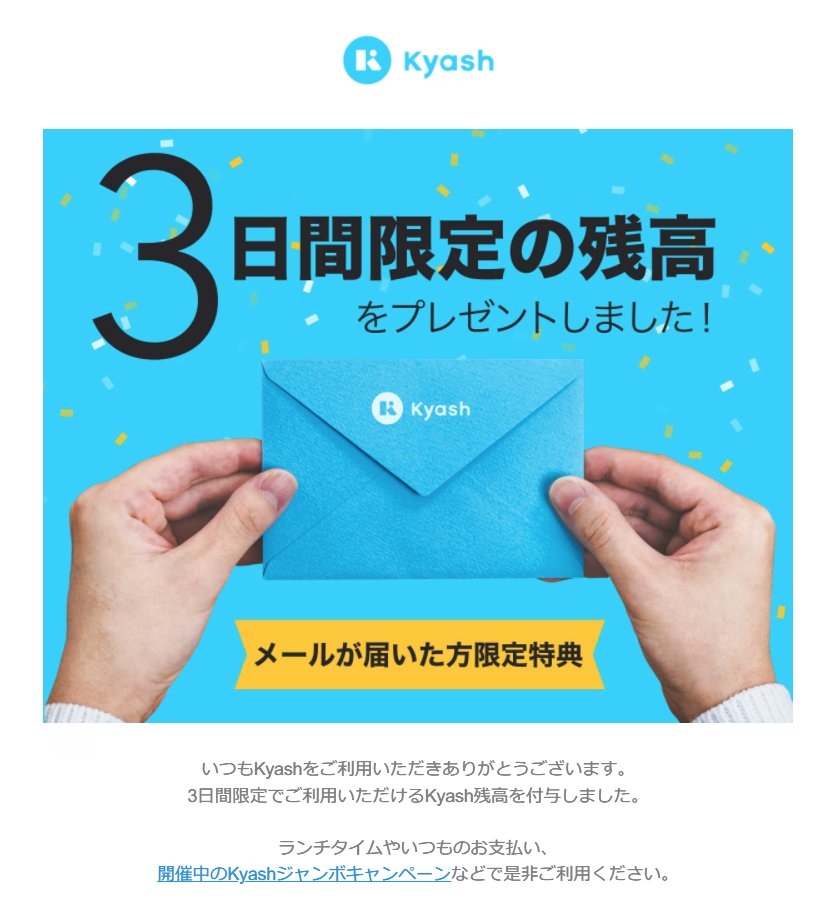 Kyash
3日間限定の残高
をプレゼントしました!
Kyash
メールが届いた方限定特典
いつもKyashをご利用いただきありがとうございます。
3日間限定でご利用いただけるKyash残高を付与しました。
ランチタイムやいつものお支払い、
開催中のKyashジャンボキャンペーンなどで是非ご利用ください。